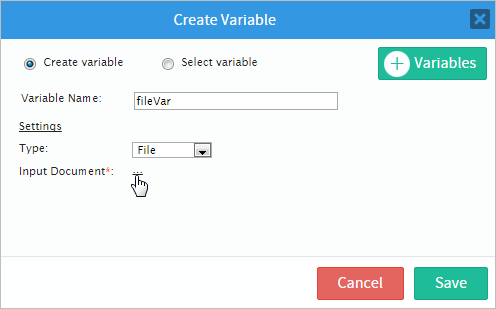 Create Variable
Create variable
Select variable
Variables
Variable Name:
fileVar
Settings
Type:
File
Input Document*:
...
Cancel
Save